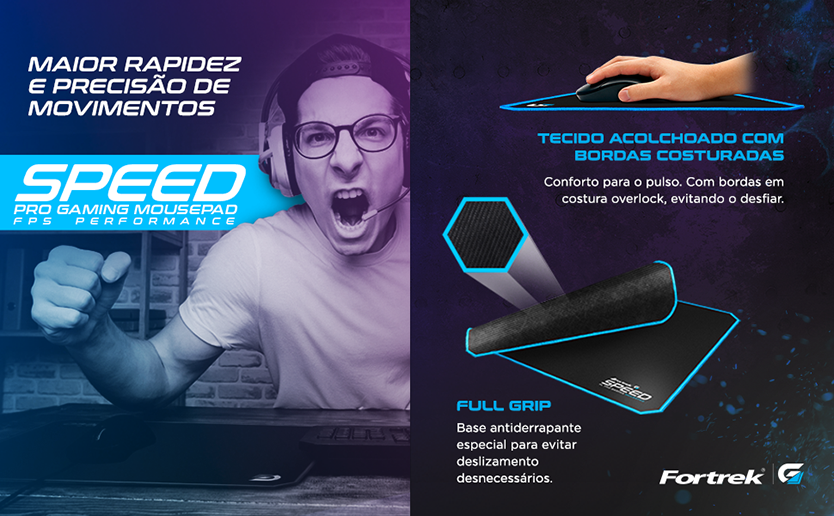 MAIOR RAPIDEZ
E PRECISÃO DE
MOVIMENTOS
SPEED
PRO GAMING MOUSEPAD
FPS PERFORMANCE
TECIDO ACOLCHOADO COM
BORDAS COSTURADAS
Conforto para o pulso. Com bordas em
costura overlock, evitando o desfiar.
SPEED
FULL GRIP
Base antiderrapante
especial para evitar
deslizamento
desnecessários.
Fortrek® G